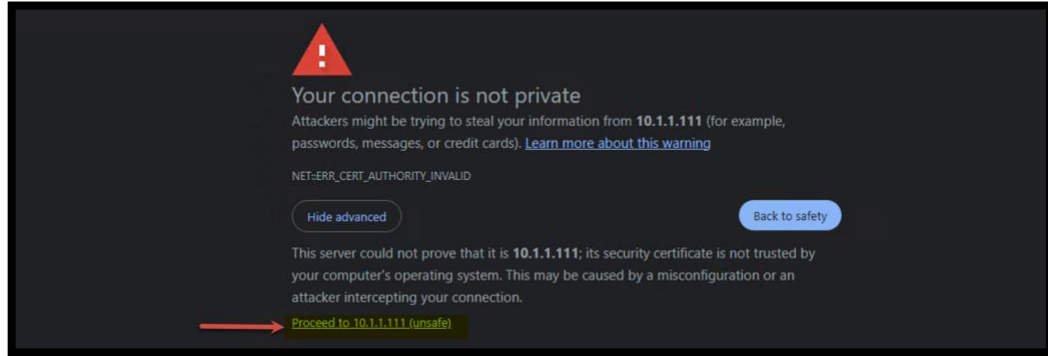 Your connection is not private
Attackers might be trying to steal your information from 10.1.1.111 (for example,
passwords, messages, or credit cards). Learn more about this warning
NET::ERR_CERT_AUTHORITY_INVALID
Hide advanced
Back to safety
This server could not prove that it is 10.1.1.111; its security certificate is not trusted by
your computer's operating system. This may be caused by a misconfiguration or an
attacker intercepting your connection.
Proceed to 10.1.1.111 (unsafe)